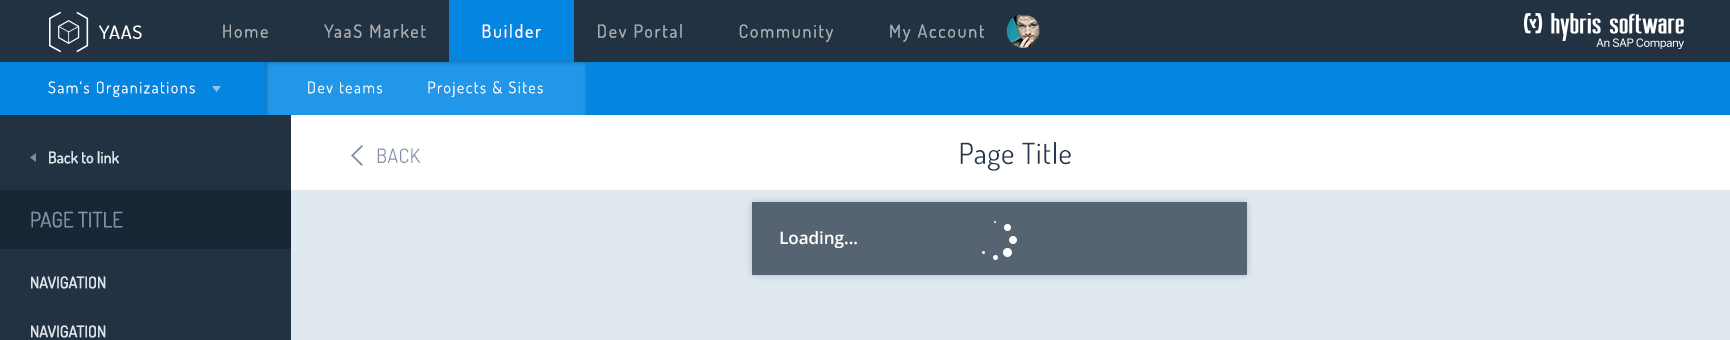 YAAS Home YaaS Market Builder Dev Portal Community My Account (Y) hybris software
An SAP Company
Sam's Organizations Dev teams Projects & Sites
Back to link
BACK
Page Title
PAGE TITLE
Loading...
NAVIGATION
NAVIGATION